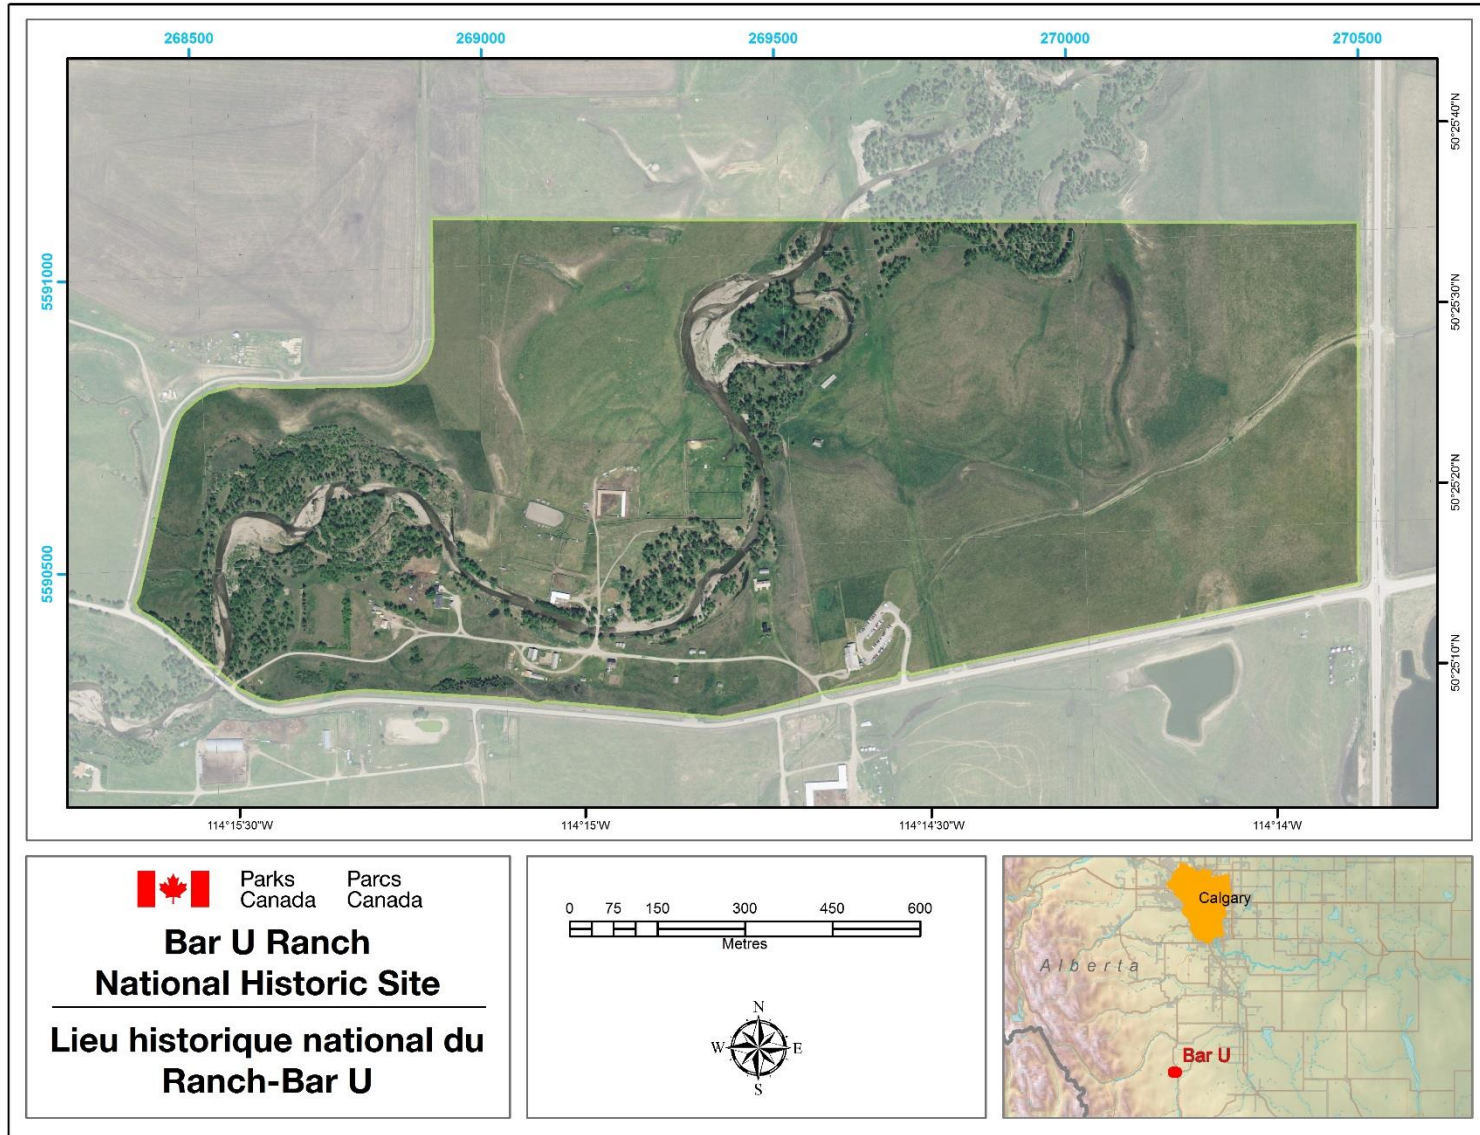 268500 269000 269500 270000 270500
50°25'40"N
5591000
50°25'30"N
50°25'20"N
5590500
50°25'10"N
114°15'30"W 114°15'W 114°14'30"W 114°14'W
Parks Canada
Parcs Canada
Bar U Ranch
National Historic Site
Lieu historique national du
Ranch-Bar U
0 75 150 300 450 600
Metres
N
W E
S
Calgary
Alberta
Bar U